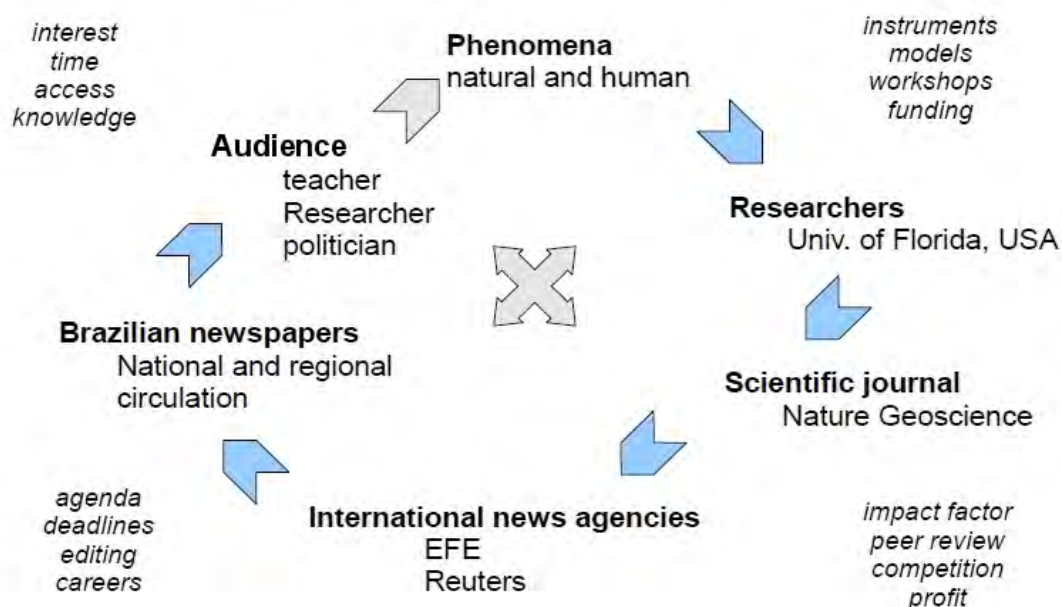 interest
time
access
knowledge
Phenomena
natural and human
instruments
models
workshops
funding
Audience
teacher
Researcher
politician
Researchers
Univ. of Florida, USA
Brazilian newspapers
National and regional
circulation
Scientific journal
Nature Geoscience
agenda
deadlines
editing
careers
International news agencies
EFE
Reuters
impact factor
peer review
competition
profit